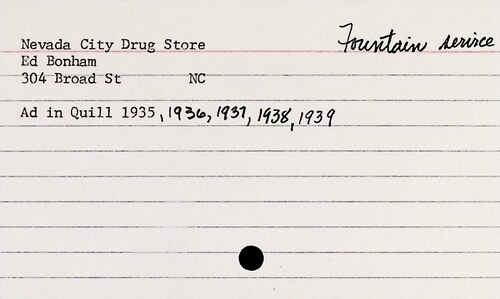 Nevada City Drug Store Fountain service
Ed Bonham
304 Broad St NC
Ad in Quill 1935, 1936, 1937, 1938, 1939